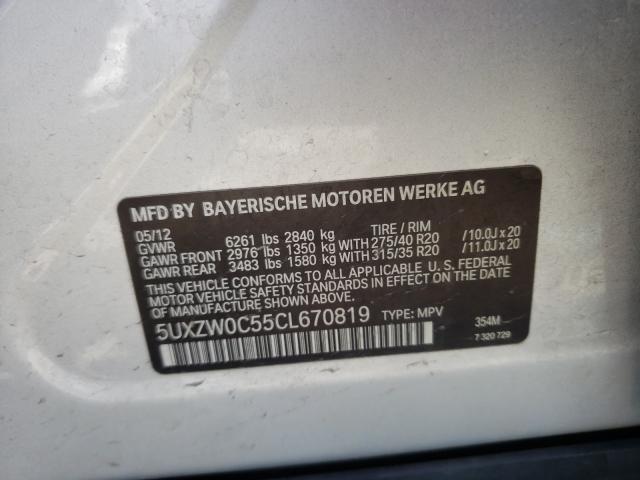 MFD BY BAYERISCHE MOTOREN WERKE AG
05/12 TIRE / RIM
GVWR 6261 lbs 2840 kg
GAWR FRONT 2976 lbs 1350 kg WITH 275/40 R20 /10.0J x 20
GAWR REAR 3483 lbs 1580 kg WITH 315/35 R20 /11.0J x 20
THIS VEHICLE CONFORMS TO ALL APPLICABLE U. S. FEDERAL
MOTOR VEHICLE SAFETY STANDARDS IN EFFECT ON THE DATE
OF MANUFACTURE SHOWN ABOVE.
5UXZW0C55CL670819 TYPE: MPV 354M
7 320 729